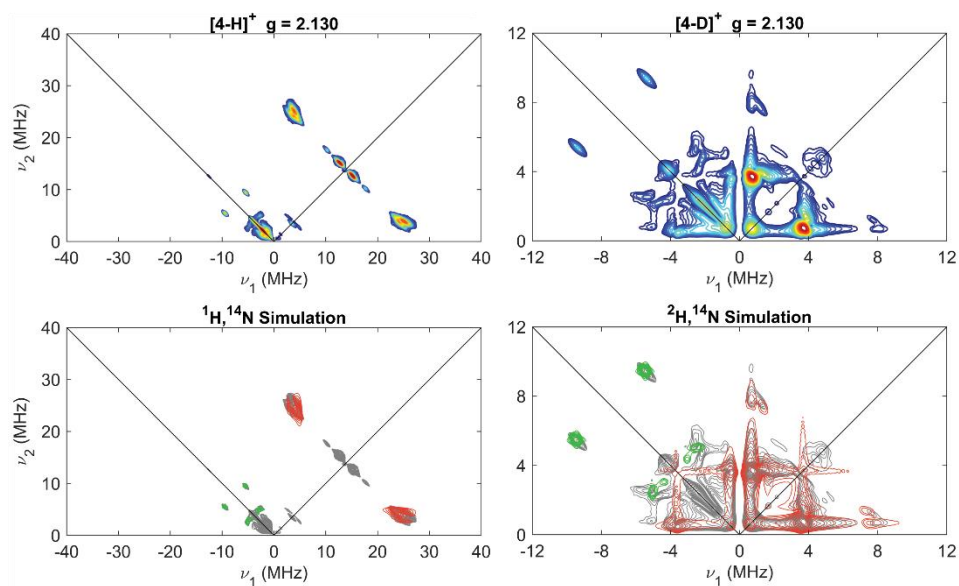 [4-H]⁺ g = 2.130
40
30
20
10
0
ν₂ (MHz)
-40 -30 -20 -10 0 10 20 30 40
ν₁ (MHz)
[4-D]⁺ g = 2.130
12
8
4
0
-12 -8 -4 0 4 8 12
ν₁ (MHz)
¹H,¹⁴N Simulation
40
30
20
10
0
ν₂ (MHz)
-40 -30 -20 -10 0 10 20 30 40
ν₁ (MHz)
²H,¹⁴N Simulation
12
8
4
0
-12 -8 -4 0 4 8 12
ν₁ (MHz)